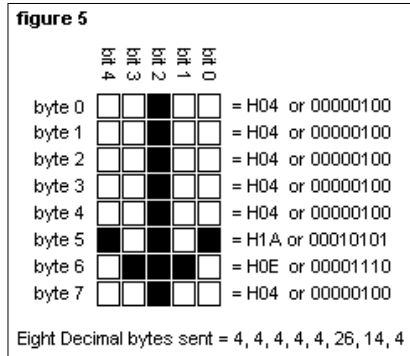 figure 5
bit 4 bit 3 bit 2 bit 1 bit 0
byte 0 = H04 or 00000100
byte 1 = H04 or 00000100
byte 2 = H04 or 00000100
byte 3 = H04 or 00000100
byte 4 = H04 or 00000100
byte 5 = H1A or 00010101
byte 6 = H0E or 00001110
byte 7 = H04 or 00000100
Eight Decimal bytes sent = 4, 4, 4, 4, 4, 26, 14, 4